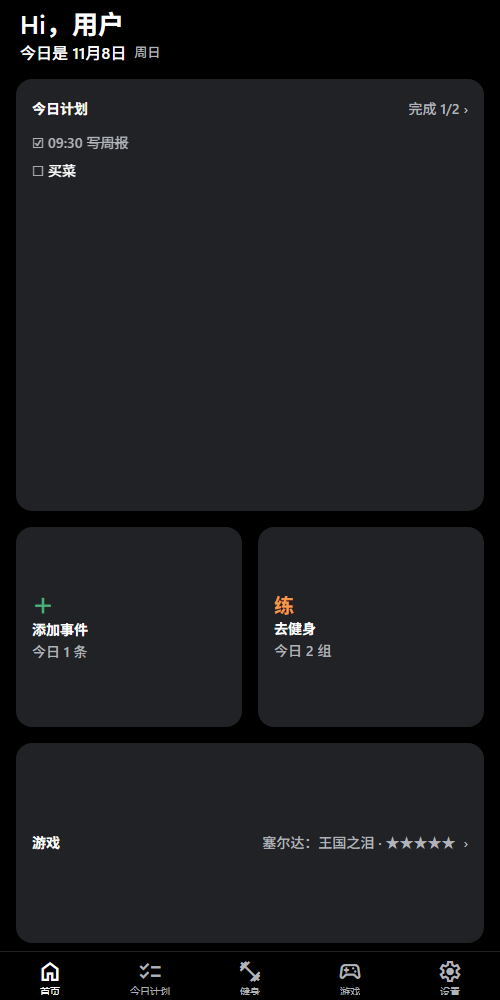 Hi，用户
今日是 11月8日 周日
今日计划 完成 1/2 ›
☑ 09:30 写周报
☐ 买菜
＋
添加事件
今日 1 条
练
去健身
今日 2 组
游戏 塞尔达：王国之泪 · ★★★★★ ›
首页 今日计划 健身 游戏 设置